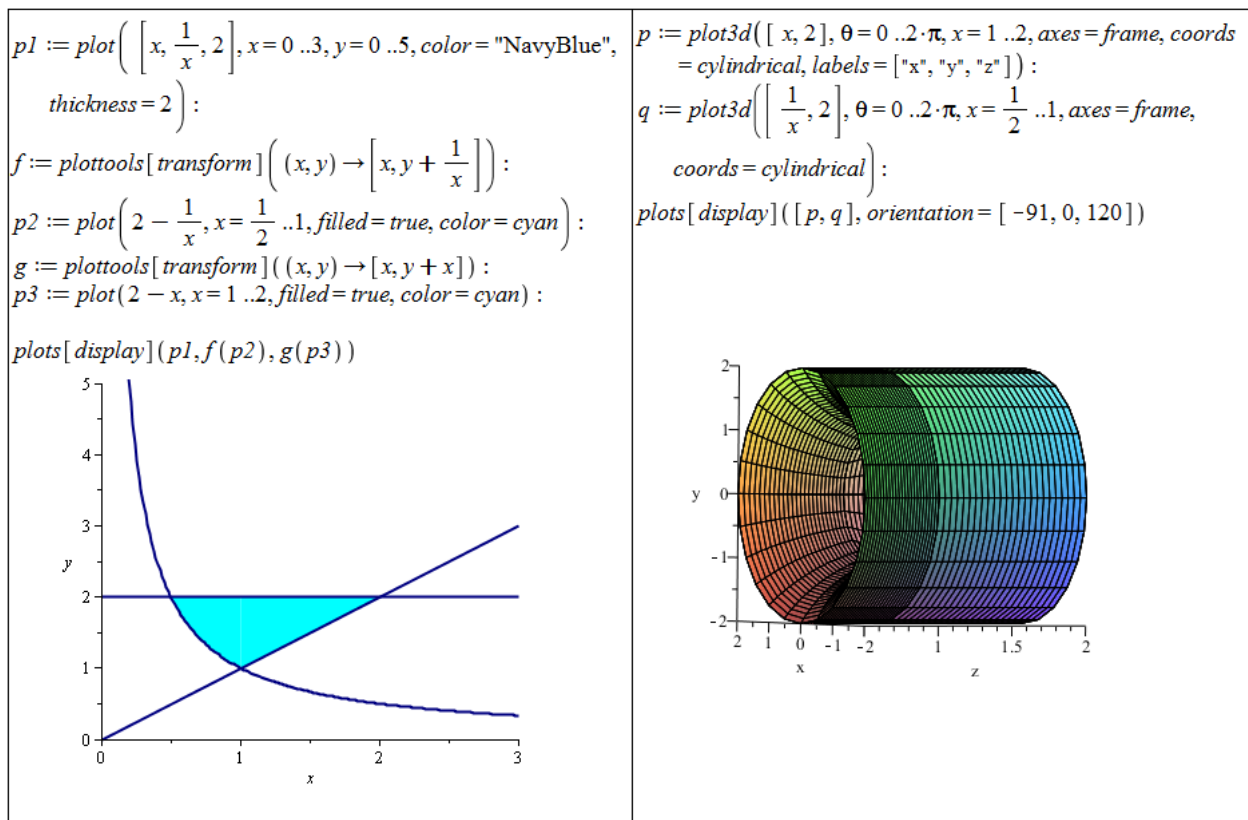 p1 := plot([x, 1/x, 2], x = 0 ..3, y = 0 ..5, color = "NavyBlue",
thickness = 2) :
f := plottools[transform]((x, y) → [x, y + 1/x]) :
p2 := plot(2 − 1/x, x = 1/2 ..1, filled = true, color = cyan) :
g := plottools[transform]((x, y) → [x, y + x]) :
p3 := plot(2 − x, x = 1 ..2, filled = true, color = cyan) :
plots[display](p1, f(p2), g(p3))
5
4
3
y
2
1
0
0 1 2 3
x
p := plot3d([ x, 2], θ = 0 ..2·π, x = 1 ..2, axes = frame, coords
= cylindrical, labels = ["x", "y", "z"]) :
q := plot3d([ 1/x, 2], θ = 0 ..2·π, x = 1/2 ..1, axes = frame,
coords = cylindrical) :
plots[display]([p, q], orientation = [ −91, 0, 120])
2
1
y 0
-1
-2
2 1 0 -1 -2 1 1.5 2
x z